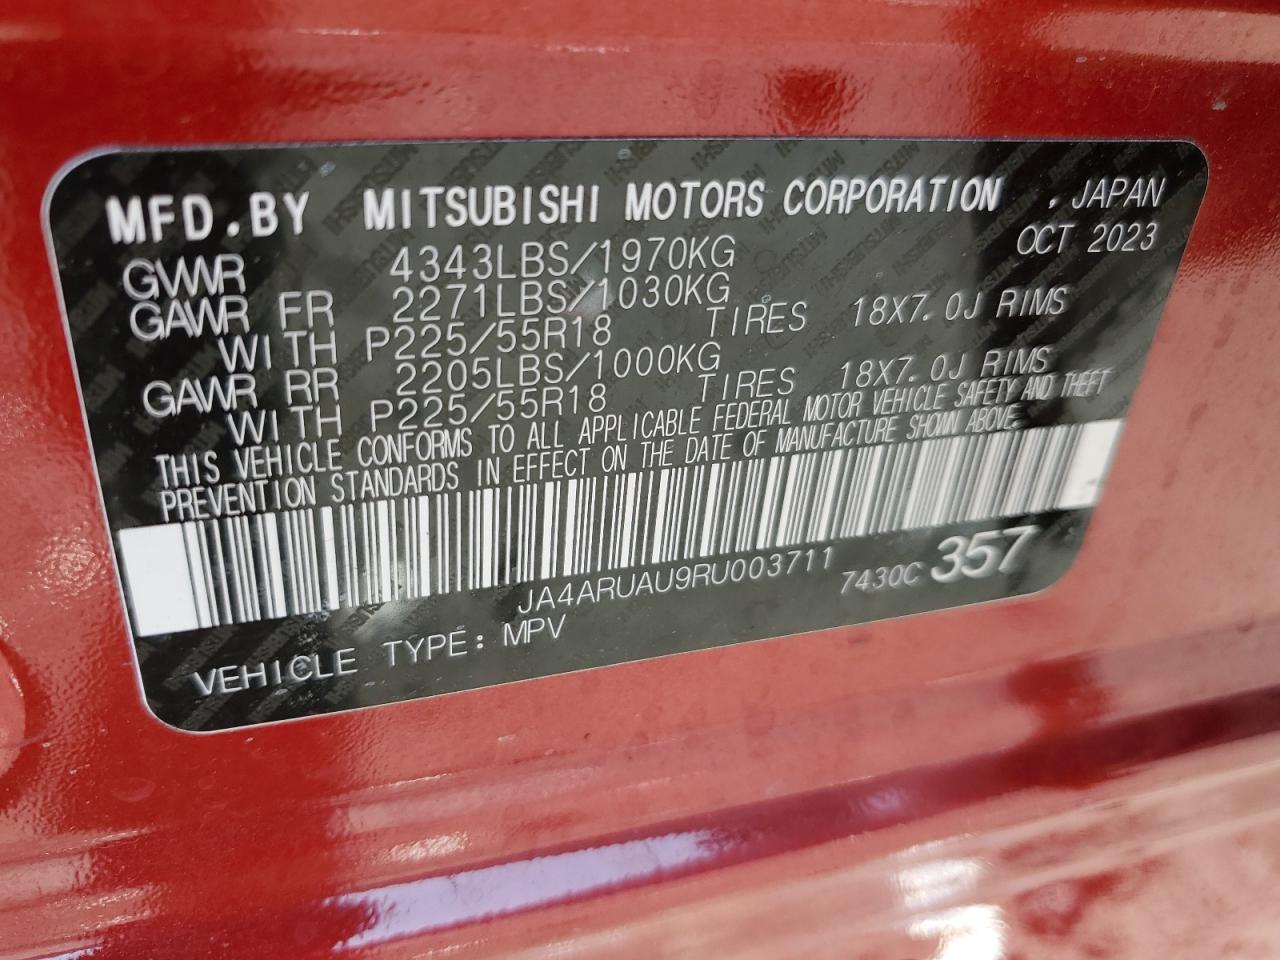 MFD.BY MITSUBISHI MOTORS CORPORATION , JAPAN
OCT 2023
GVWR 4343LBS/1970KG
GAWR FR 2271LBS/1030KG
WITH P225/55R18 TIRES 18X7.0J RIMS
GAWR RR 2205LBS/1000KG
WITH P225/55R18 TIRES 18X7.0J RIMS
THIS VEHICLE CONFORMS TO ALL APPLICABLE FEDERAL MOTOR VEHICLE SAFETY AND THEFT
PREVENTION STANDARDS IN EFFECT ON THE DATE OF MANUFACTURE SHOWN ABOVE.
JA4ARUAU9RU003711 7430C 357
VEHICLE TYPE: MPV